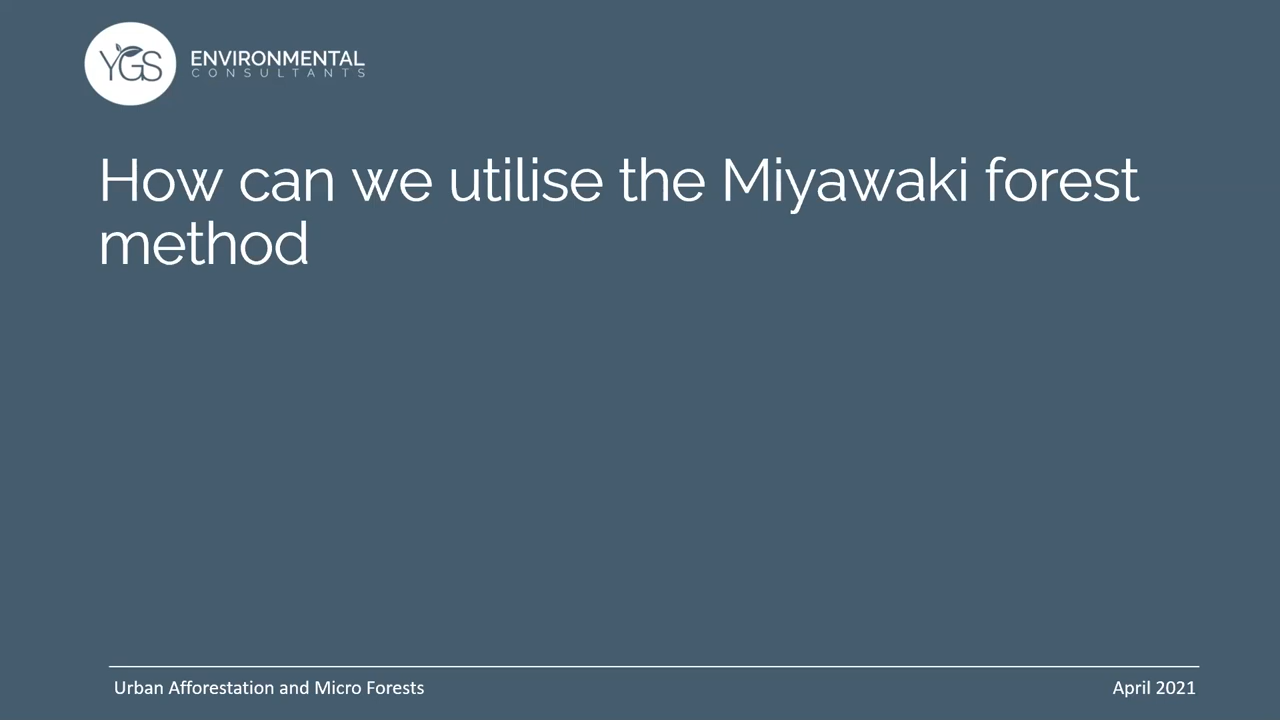 YGS
ENVIRONMENTAL
CONSULTANTS
How can we utilise the Miyawaki forest
method
Urban Afforestation and Micro Forests
April 2021